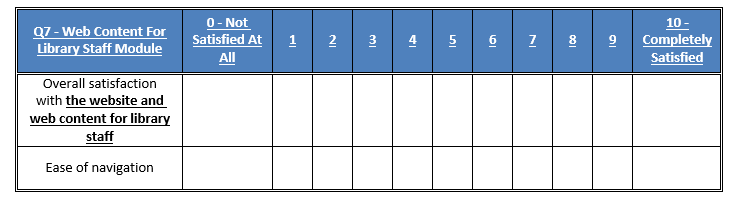 Q7 - Web Content For
Library Staff Module
0 - Not
Satisfied At
All
1
2
3
4
5
6
7
8
9
10 -
Completely
Satisfied
Overall satisfaction
with the website and
web content for library
staff
Ease of navigation